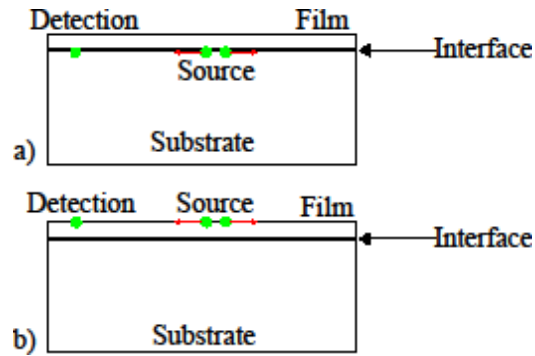 Detection Film
Interface
Source
a) Substrate
Detection Source Film
Interface
b) Substrate